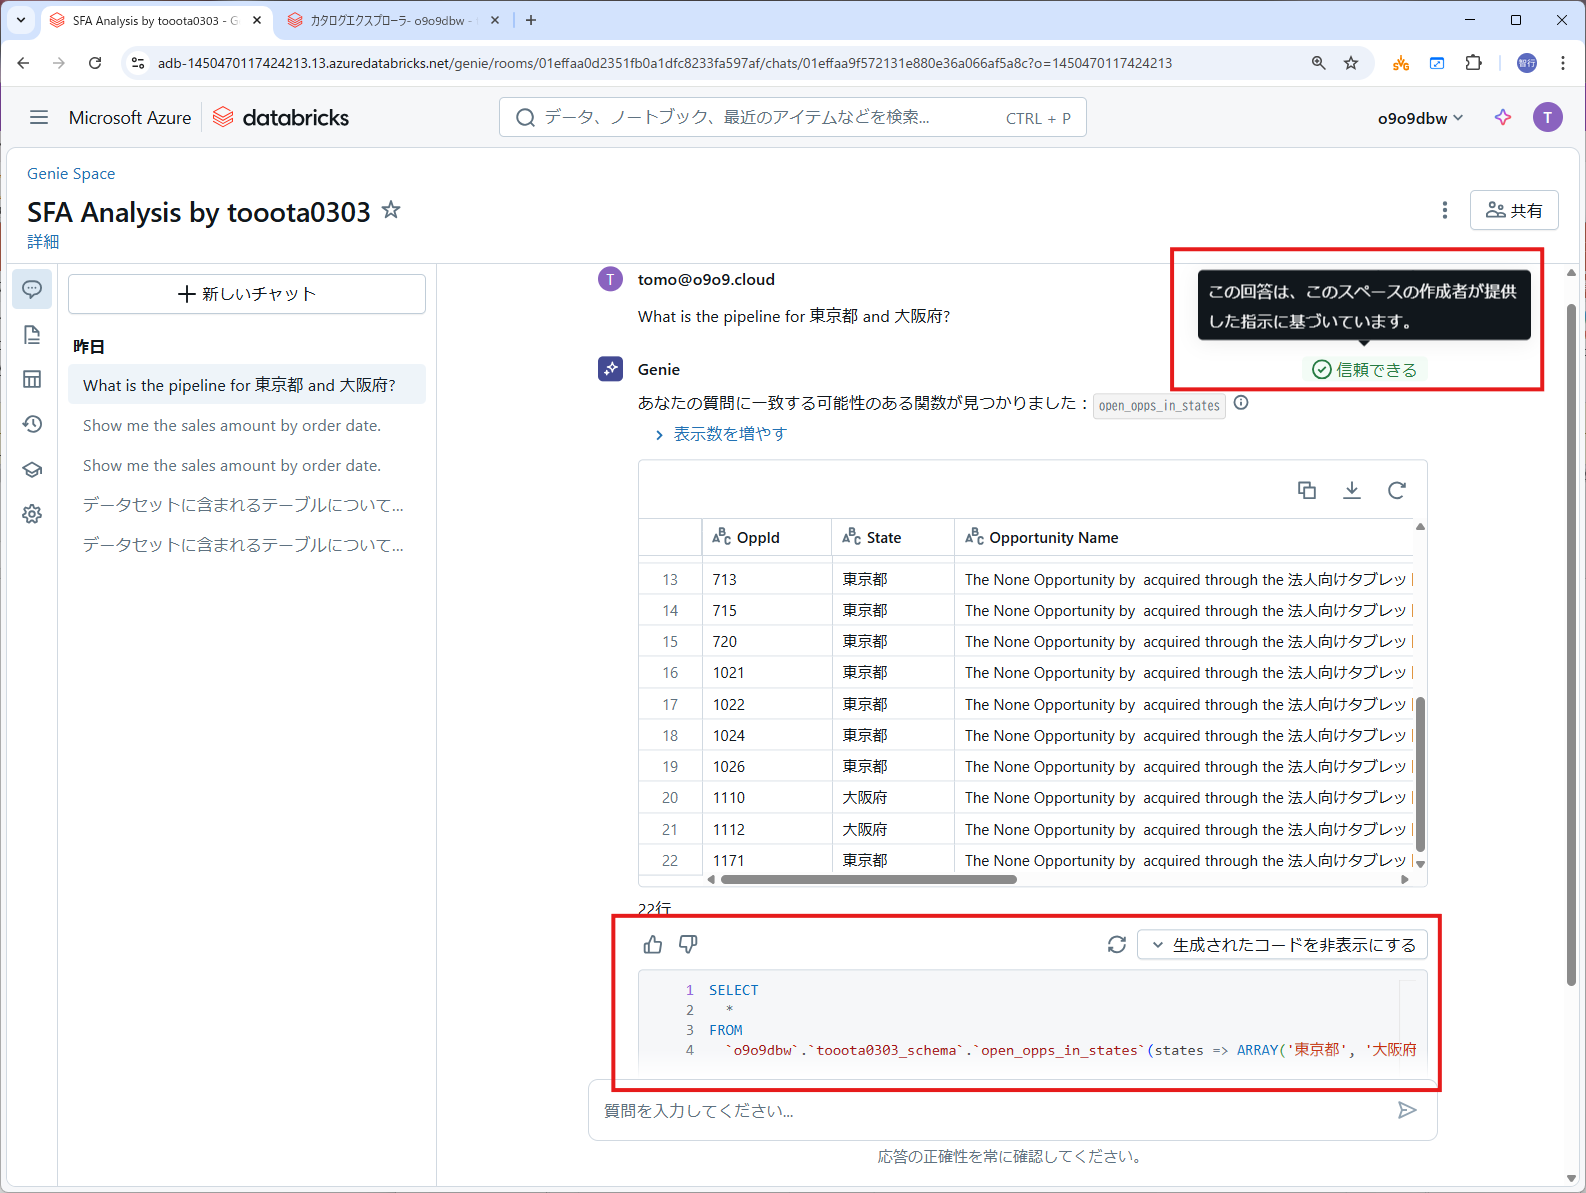 SFA Analysis by tooota0303 - G
カタログエクスプローラ- o9o9dbw -
adb-1450470117424213.13.azuredatabricks.net/genie/rooms/01effaa0d2351fb0a1dfc8233fa597af/chats/01effaa9f572131e880e36a066af5a8c?o=1450470117424213
智行
Microsoft Azure
databricks
データ、ノートブック、最近のアイテムなどを検索...
CTRL + P
o9o9dbw
T
Genie Space
SFA Analysis by tooota0303
詳細
共有
新しいチャット
昨日
What is the pipeline for 東京都 and 大阪府?
Show me the sales amount by order date.
Show me the sales amount by order date.
データセットに含まれるテーブルについて...
データセットに含まれるテーブルについて...
T
tomo@o9o9.cloud
What is the pipeline for 東京都 and 大阪府?
この回答は、このスペースの作成者が提供
した指示に基づいています。
信頼できる
Genie
あなたの質問に一致する可能性のある関数が見つかりました： open_opps_in_states
表示数を増やす
OppId State Opportunity Name
13 713 東京都 The None Opportunity by acquired through the 法人向けタブレッ
14 715 東京都 The None Opportunity by acquired through the 法人向けタブレッ
15 720 東京都 The None Opportunity by acquired through the 法人向けタブレッ
16 1021 東京都 The None Opportunity by acquired through the 法人向けタブレッ
17 1022 東京都 The None Opportunity by acquired through the 法人向けタブレッ
18 1024 東京都 The None Opportunity by acquired through the 法人向けタブレッ
19 1026 東京都 The None Opportunity by acquired through the 法人向けタブレッ
20 1110 大阪府 The None Opportunity by acquired through the 法人向けタブレッ
21 1112 大阪府 The None Opportunity by acquired through the 法人向けタブレッ
22 1171 東京都 The None Opportunity by acquired through the 法人向けタブレッ
22行
生成されたコードを非表示にする
1 SELECT
2 *
3 FROM
4 `o9o9dbw`.`tooota0303_schema`.`open_opps_in_states`(states => ARRAY('東京都', '大阪府
質問を入力してください...
応答の正確性を常に確認してください。